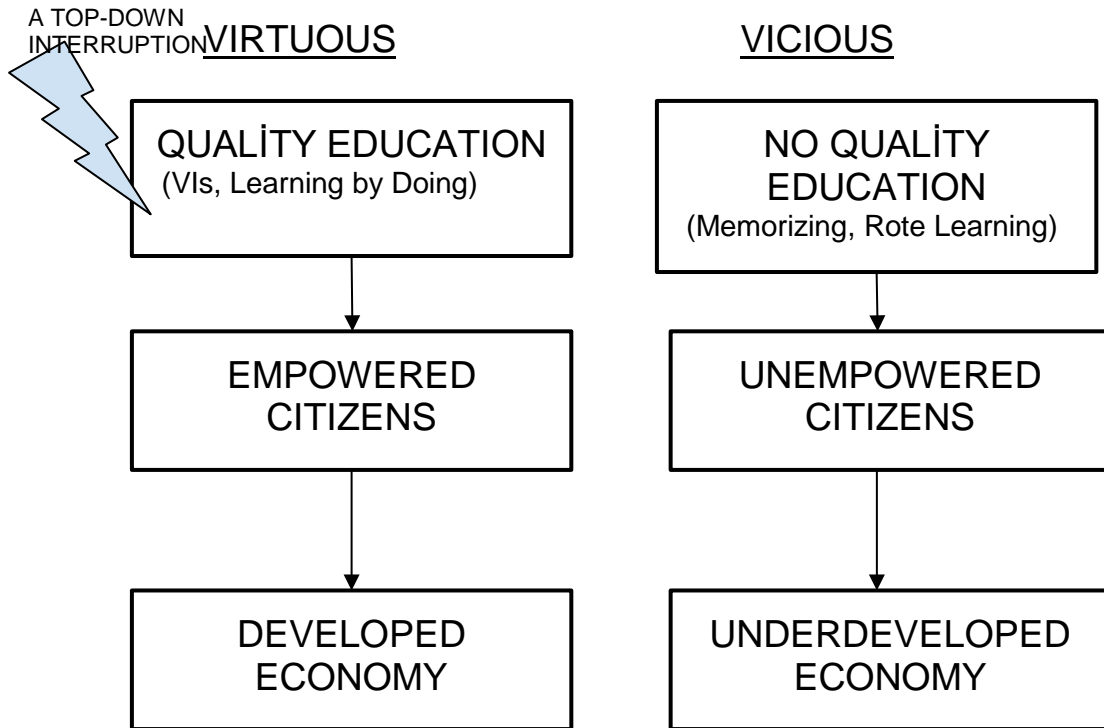 A TOP-DOWN
INTERRUPTION
VIRTUOUS
QUALİTY EDUCATION
(VIs, Learning by Doing)
EMPOWERED
CITIZENS
DEVELOPED
ECONOMY
VICIOUS
NO QUALİTY
EDUCATION
(Memorizing, Rote Learning)
UNEMPOWERED
CITIZENS
UNDERDEVELOPED
ECONOMY